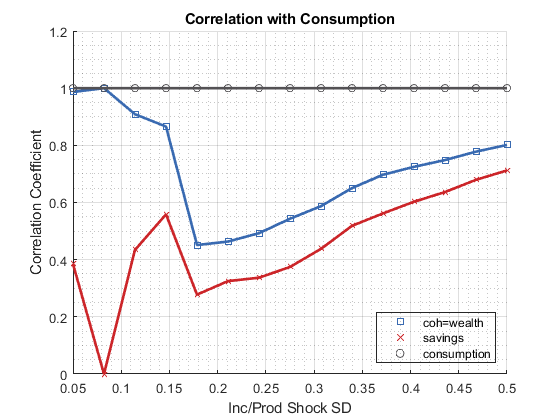 Correlation with Consumption
Correlation Coefficient
1.2
1
0.8
0.6
0.4
0.2
0
0.05 0.1 0.15 0.2 0.25 0.3 0.35 0.4 0.45 0.5
Inc/Prod Shock SD
coh=wealth
savings
consumption